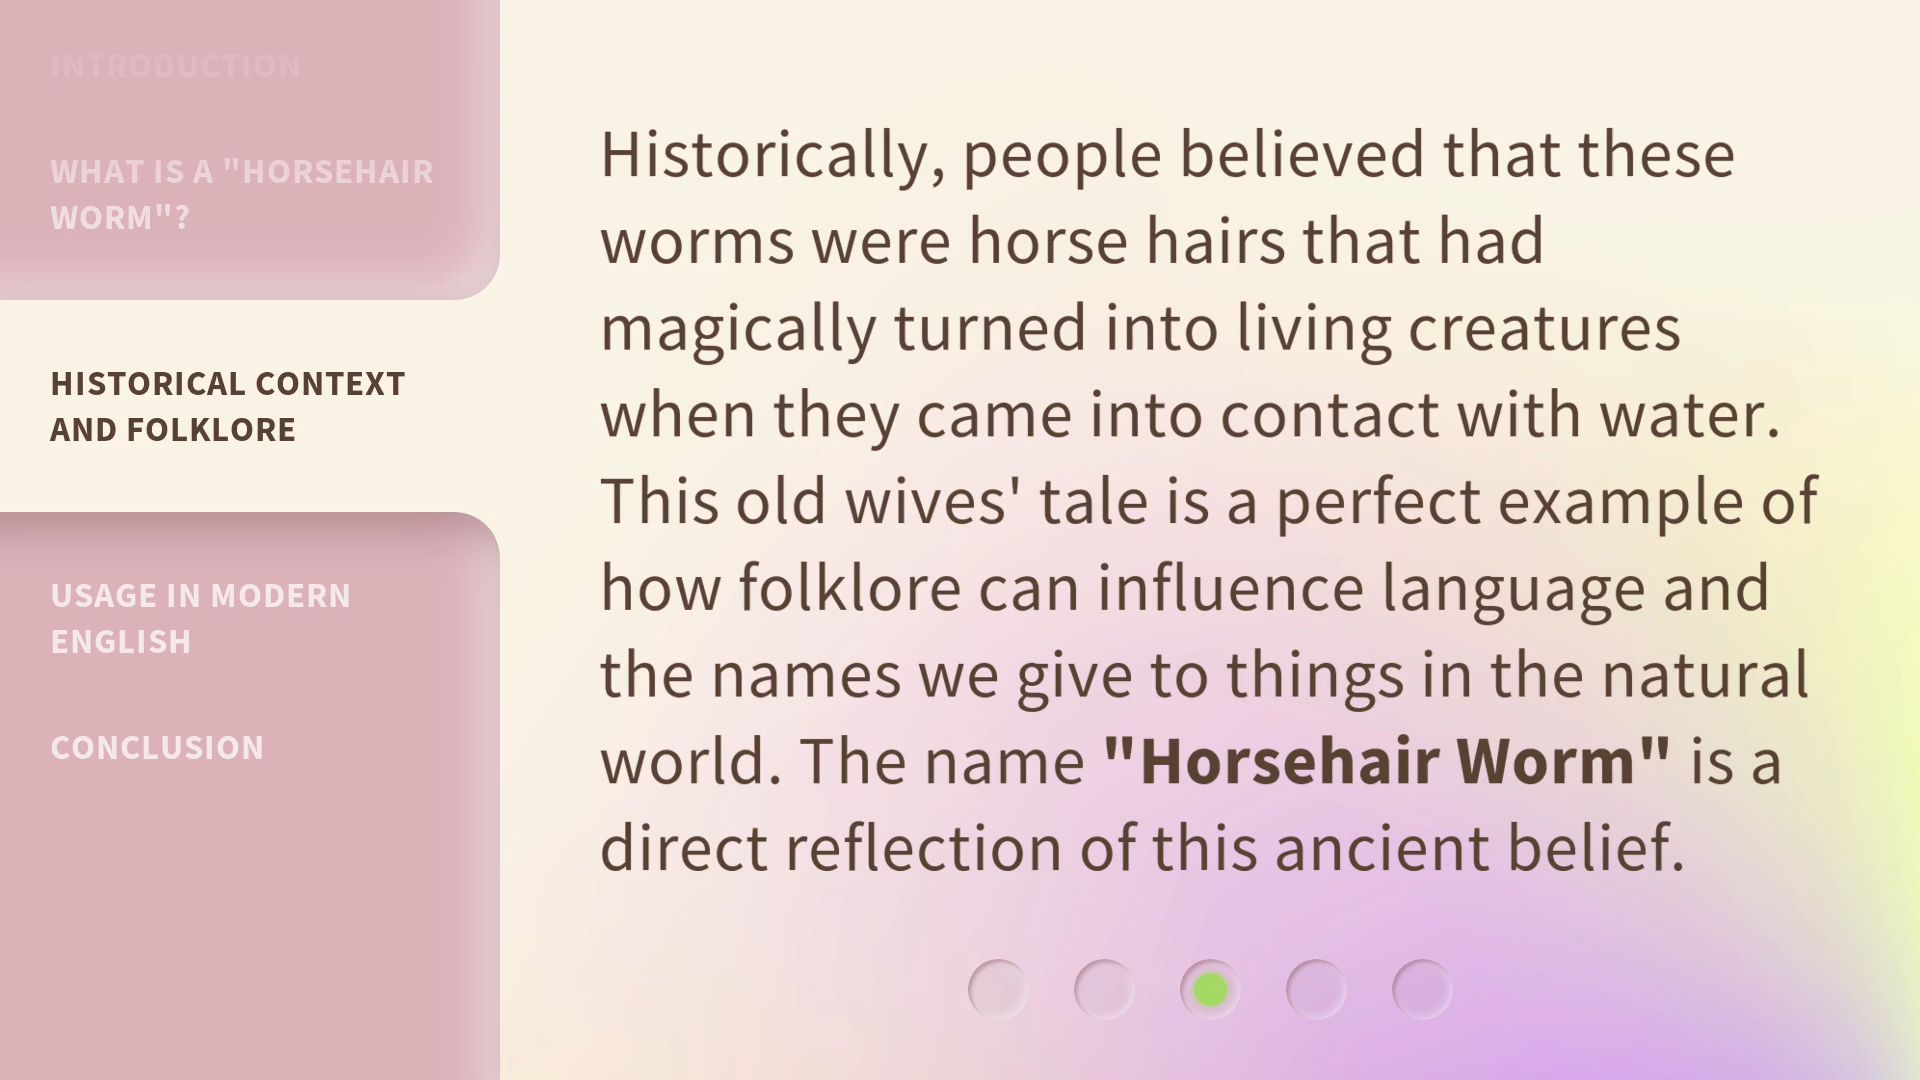 INTRODUCTION
WHAT IS A "HORSEHAIR
WORM"?
HISTORICAL CONTEXT
AND FOLKLORE
USAGE IN MODERN
ENGLISH
CONCLUSION
Historically, people believed that these
worms were horse hairs that had
magically turned into living creatures
when they came into contact with water.
This old wives' tale is a perfect example of
how folklore can influence language and
the names we give to things in the natural
world. The name "Horsehair Worm" is a
direct reflection of this ancient belief.